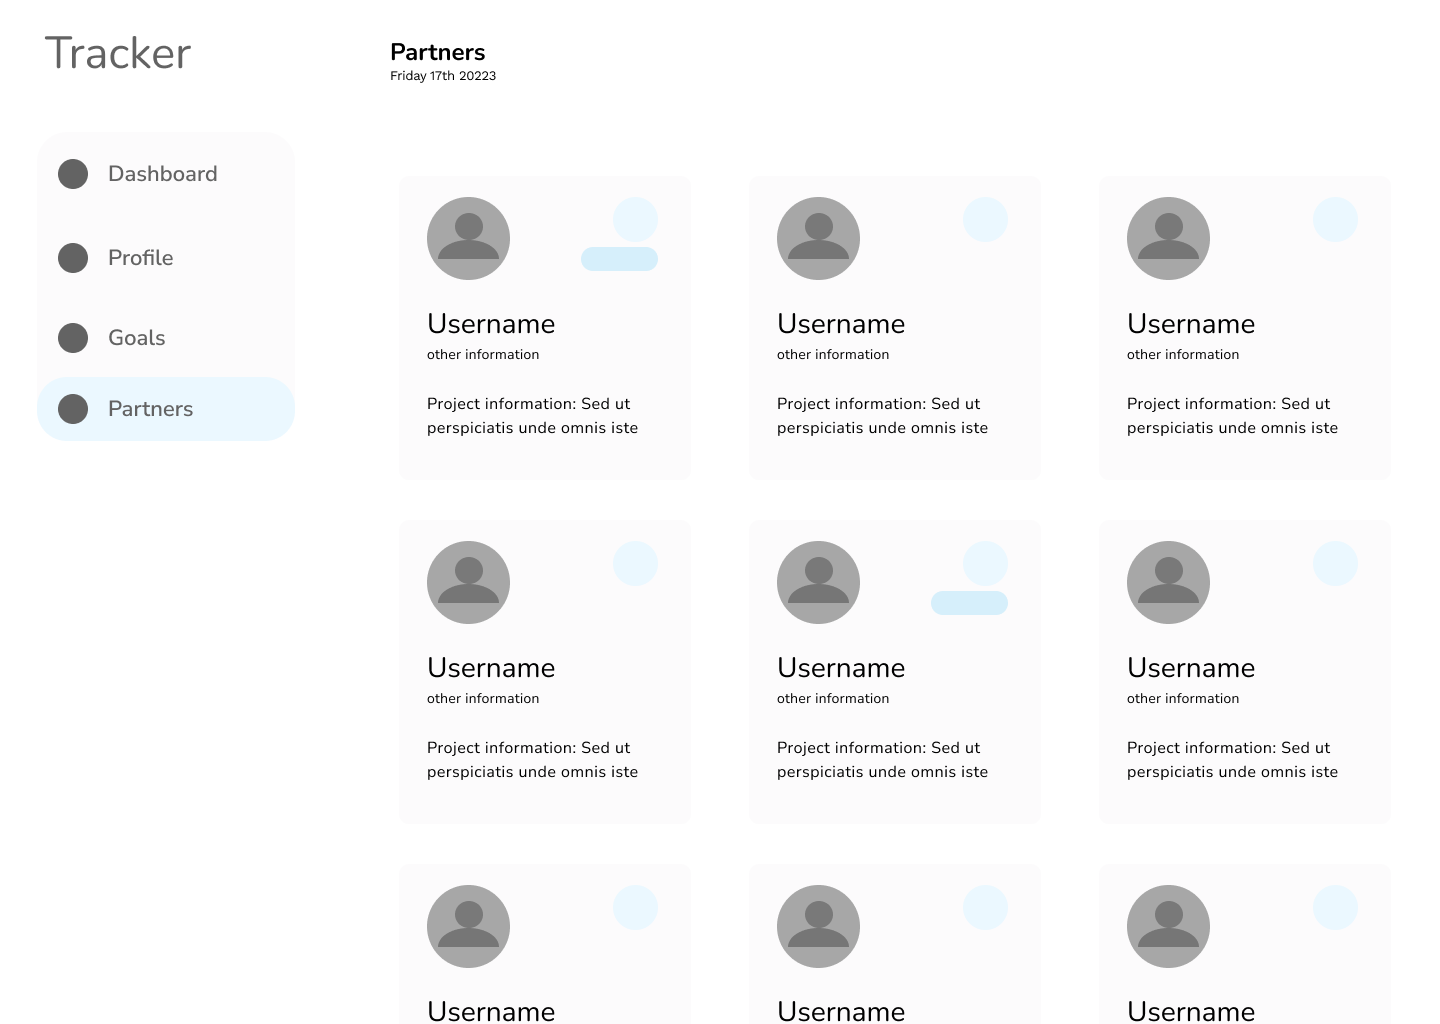 Tracker
Partners
Friday 17th 20223
Dashboard
Profile
Goals
Partners
Username
other information
Project information: Sed ut
perspiciatis unde omnis iste
Username
other information
Project information: Sed ut
perspiciatis unde omnis iste
Username
other information
Project information: Sed ut
perspiciatis unde omnis iste
Username
other information
Project information: Sed ut
perspiciatis unde omnis iste
Username
other information
Project information: Sed ut
perspiciatis unde omnis iste
Username
other information
Project information: Sed ut
perspiciatis unde omnis iste
Username
Username
Username